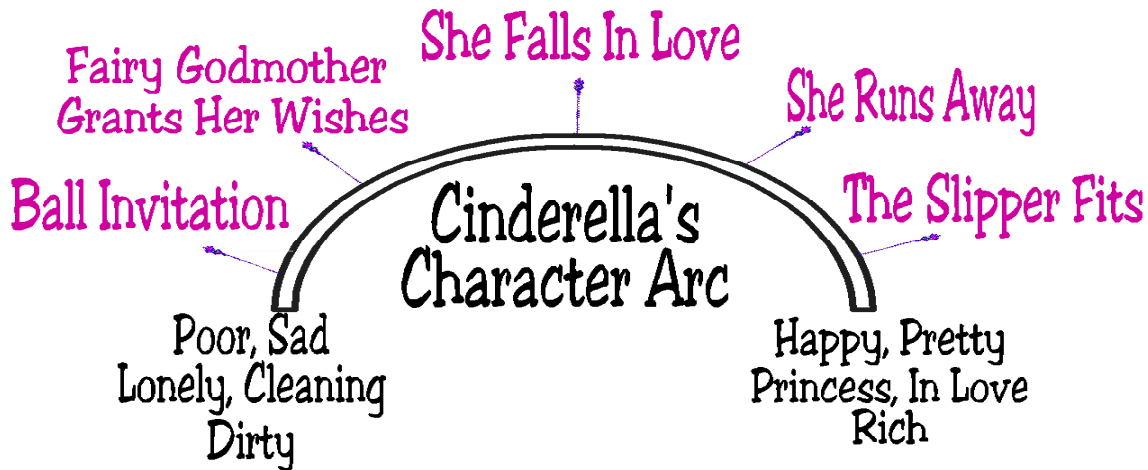 She Falls In Love
Fairy Godmother
Grants Her Wishes
She Runs Away
Ball Invitation
The Slipper Fits
Cinderella's
Character Arc
Poor, Sad
Lonely, Cleaning
Dirty
Happy, Pretty
Princess, In Love
Rich